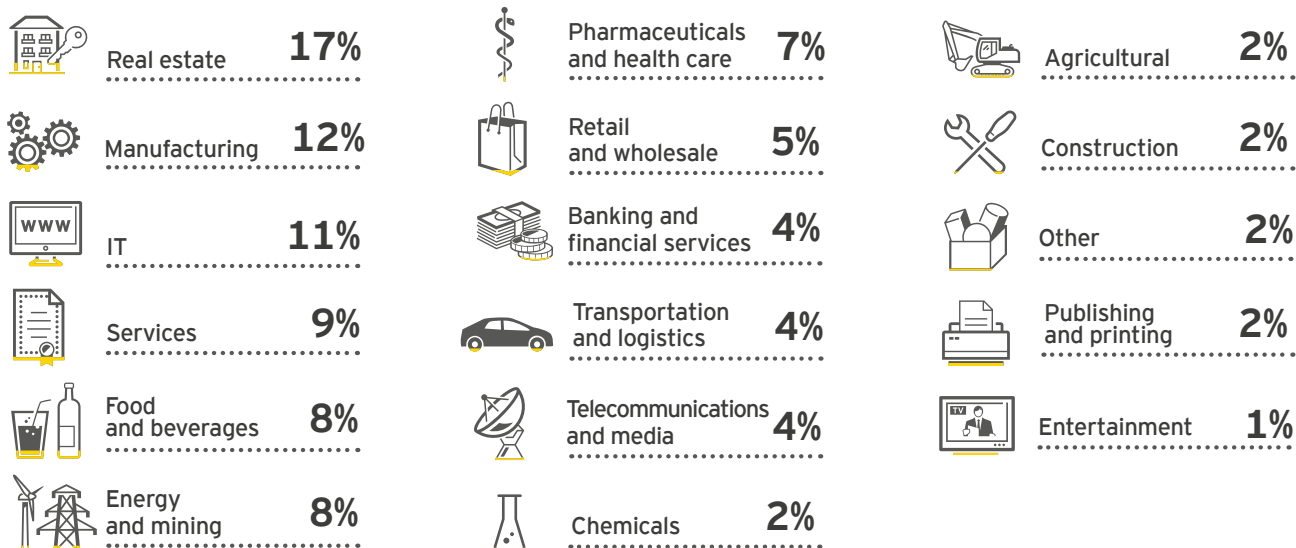 Real estate 17%
Manufacturing 12%
www
IT 11%
Services 9%
Food
and beverages 8%
Energy
and mining 8%
Pharmaceuticals
and health care 7%
Retail
and wholesale 5%
Banking and
financial services 4%
Transportation
and logistics 4%
Telecommunications
and media 4%
Chemicals 2%
Agricultural 2%
Construction 2%
Other 2%
Publishing
and printing 2%
TV
Entertainment 1%